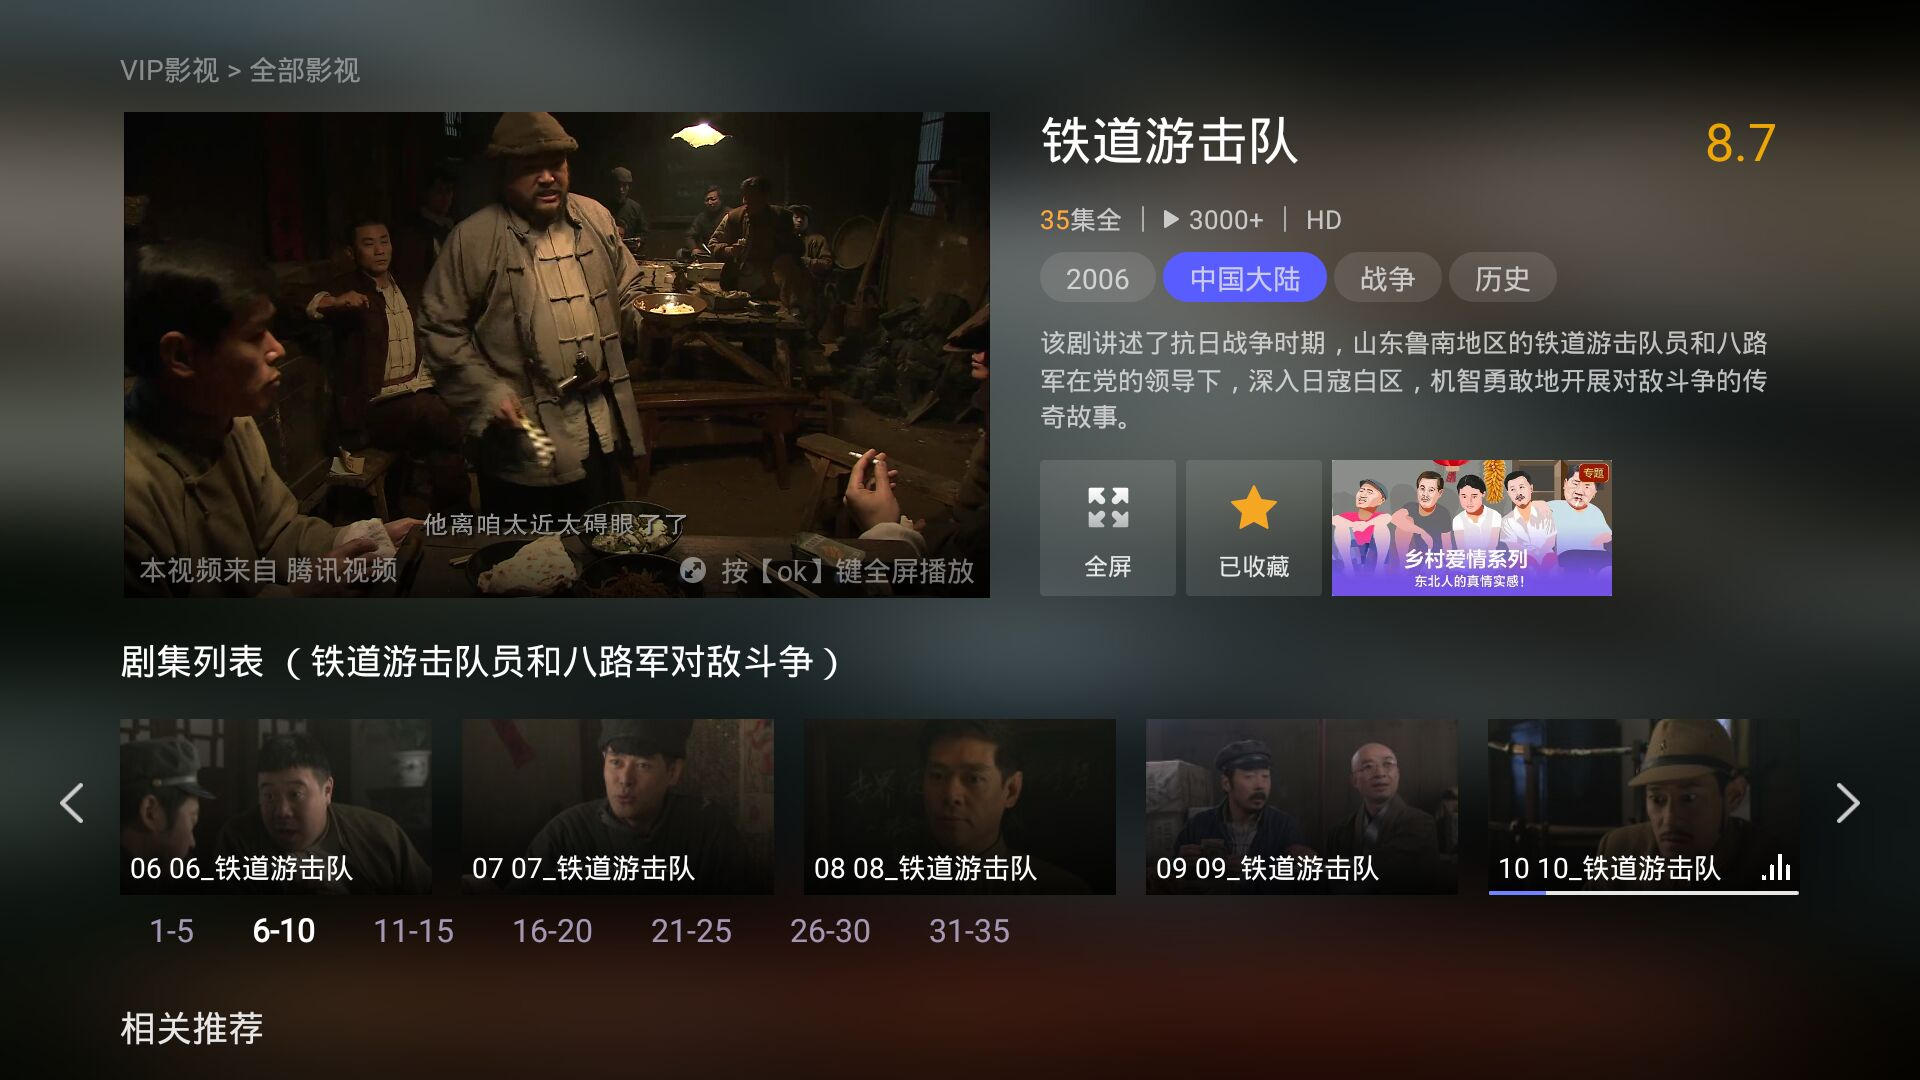 VIP影视 > 全部影视
他离咱太近太碍眼了了
本视频来自 腾讯视频
按【ok】键全屏播放
铁道游击队
8.7
35集全 | 3000+ | HD
2006 中国大陆 战争 历史
该剧讲述了抗日战争时期，山东鲁南地区的铁道游击队员和八路
军在党的领导下，深入日寇白区，机智勇敢地开展对敌斗争的传
奇故事。
全屏
已收藏
专题
乡村爱情系列
东北人的真情实感！
剧集列表 （铁道游击队员和八路军对敌斗争）
06 06_铁道游击队
07 07_铁道游击队
08 08_铁道游击队
09 09_铁道游击队
10 10_铁道游击队
1-5 6-10 11-15 16-20 21-25 26-30 31-35
相关推荐